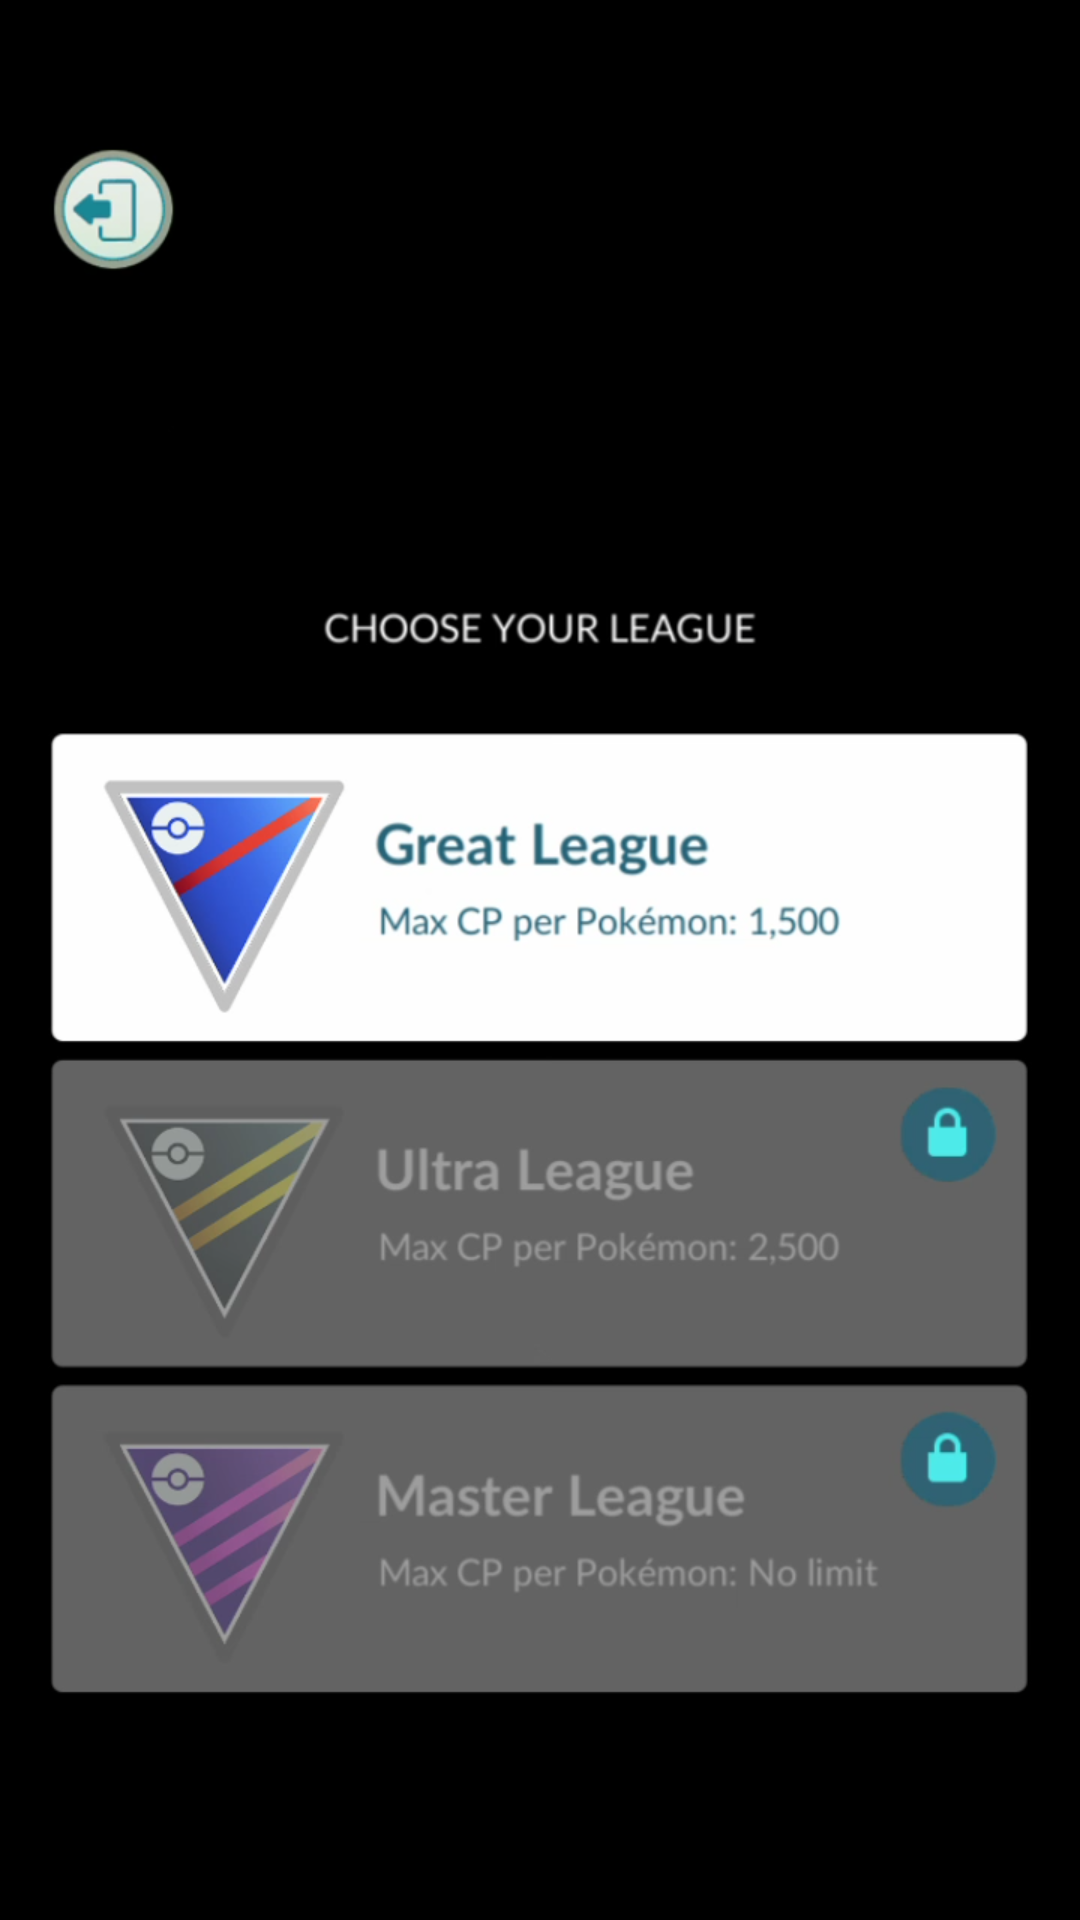 CHOOSE YOUR LEAGUE
Great League
Max CP per Pokémon: 1,500
Ultra League
Max CP per Pokémon: 2,500
Master League
Max CP per Pokémon: No limit